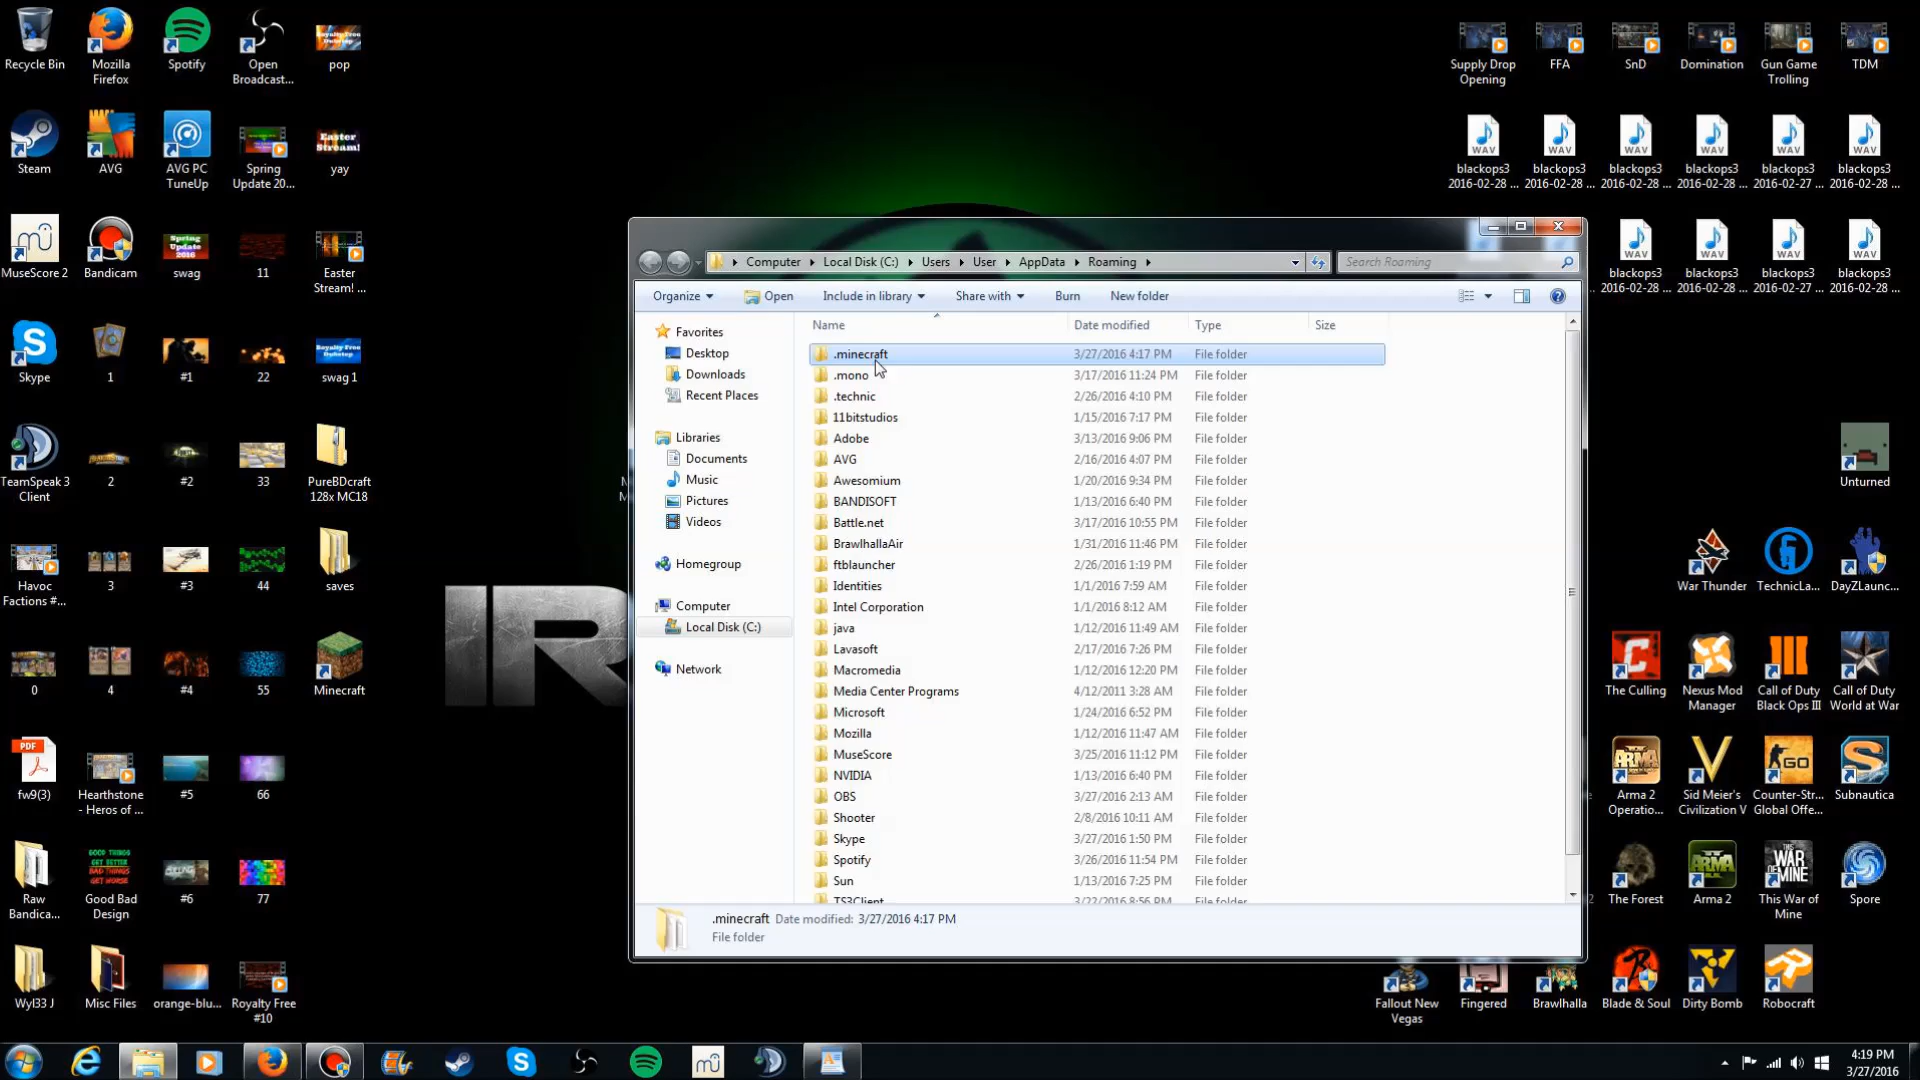 Recycle Bin
Mozilla
Firefox
Spotify
Open
Broadcast...
pop
Supply Drop
Opening
FFA
SnD
Domination
Gun Game
Trolling
TDM
Steam
AVG
AVG PC
TuneUp
Spring
Update 20...
yay
blackops3
2016-02-28 ...
blackops3
2016-02-28 ...
blackops3
2016-02-28 ...
blackops3
2016-02-28 ...
blackops3
2016-02-27 ...
blackops3
2016-02-28 ...
MuseScore 2
Bandicam
swag
11
Easter
Stream! ...
blackops3
2016-02-28 ...
blackops3
2016-02-28 ...
blackops3
2016-02-28 ...
Skype
1
#1
22
swag 1
TeamSpeak 3
Client
2
#2
33
PureBDcraft
128x MC18
Unturned
Havoc
Factions #...
3
#3
44
saves
War Thunder
TechnicLa...
DayZLaunc...
0
4
#4
55
Minecraft
The Culling
Nexus Mod
Manager
Call of Duty
Black Ops III
Call of Duty
World at War
fw9(3)
Hearthstone
- Heros of ...
#5
66
Arma 2
Operatio...
Sid Meier's
Civilization V
Counter-Str...
Global Offe...
Subnautica
Raw
Bandica...
Good Bad
Design
#6
77
The Forest
Arma 2
This War of
Mine
Spore
Wyl33 J
Misc Files
orange-blu...
Royalty Free
#10
Fallout New
Vegas
Fingered
Brawlhalla
Blade & Soul
Dirty Bomb
Robocraft
Computer
Local Disk (C:)
Users
User
AppData
Roaming
Search Roaming
Organize
Open
Include in library
Share with
Burn
New folder
Favorites
Desktop
Downloads
Recent Places
Libraries
Documents
Music
Pictures
Videos
Homegroup
Computer
Local Disk (C:)
Network
Name Date modified Type Size
.minecraft 3/27/2016 4:17 PM File folder
.mono 3/17/2016 11:24 PM File folder
.technic 2/26/2016 4:10 PM File folder
11bitstudios 1/15/2016 7:17 PM File folder
Adobe 3/13/2016 9:06 PM File folder
AVG 2/16/2016 4:07 PM File folder
Awesomium 1/20/2016 9:34 PM File folder
BANDISOFT 1/13/2016 6:40 PM File folder
Battle.net 3/17/2016 10:55 PM File folder
BrawlhallaAir 1/31/2016 11:46 PM File folder
ftblauncher 2/26/2016 1:19 PM File folder
Identities 1/1/2016 7:59 AM File folder
Intel Corporation 1/1/2016 8:12 AM File folder
java 1/12/2016 11:49 AM File folder
Lavasoft 2/17/2016 7:26 PM File folder
Macromedia 1/12/2016 12:20 PM File folder
Media Center Programs 4/12/2011 3:28 AM File folder
Microsoft 1/24/2016 6:52 PM File folder
Mozilla 1/12/2016 11:47 AM File folder
MuseScore 3/25/2016 11:12 PM File folder
NVIDIA 1/13/2016 6:40 PM File folder
OBS 3/27/2016 2:13 AM File folder
Shooter 2/8/2016 10:11 AM File folder
Skype 3/27/2016 1:50 PM File folder
Spotify 3/26/2016 11:54 PM File folder
Sun 1/13/2016 7:25 PM File folder
TS3Client 3/22/2016 8:56 PM File folder
.minecraft Date modified: 3/27/2016 4:17 PM
File folder
4:19 PM
3/27/2016